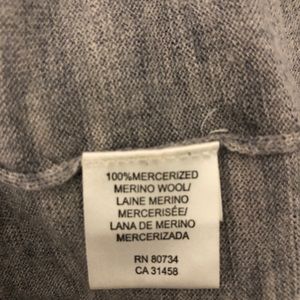 100%MERCERIZED
MERINO WOOL/
LAINE MERINO
MERCERISÉE/
LANA DE MERINO
MERCERIZADA
RN 80734
CA 31458